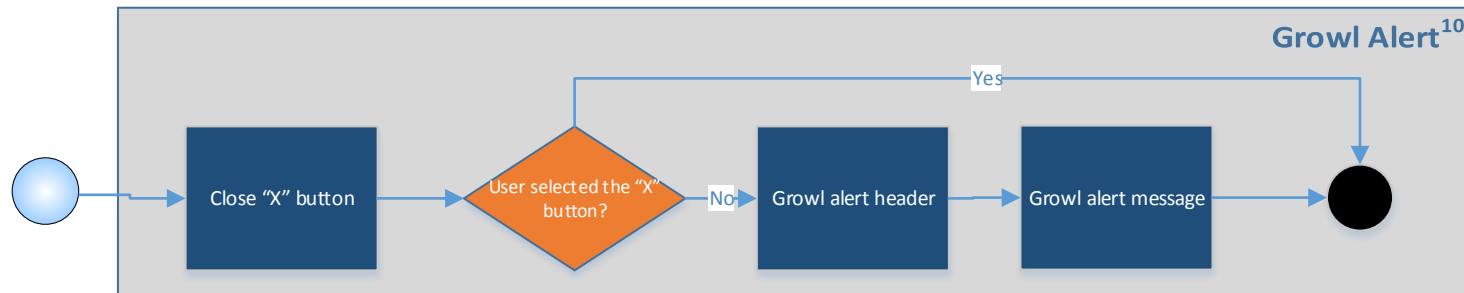 Growl Alert10
Yes
Close “X” button
User selected the “X”
button?
No
Growl alert header
Growl alert message